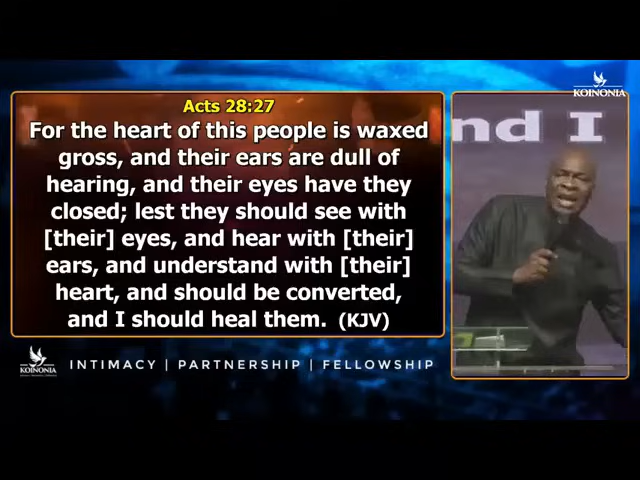 KOINONIA
Acts 28:27
For the heart of this people is waxed
gross, and their ears are dull of
hearing, and their eyes have they
closed; lest they should see with
[their] eyes, and hear with [their]
ears, and understand with [their]
heart, and should be converted,
and I should heal them. (KJV)
nd I
KOINONIA
INTIMACY | PARTNERSHIP | FELLOWSHIP